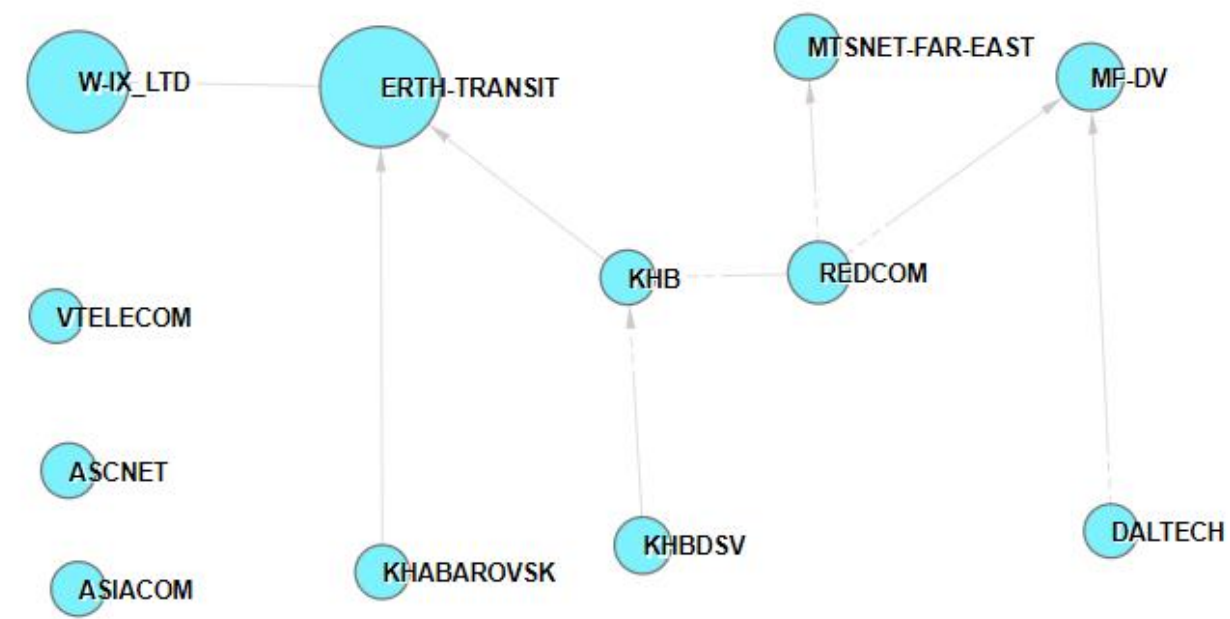 W-IX_LTD
ERTH-TRANSIT
MTSNET-FAR-EAST
MF-DV
KHB
REDCOM
VTELECOM
ASCNET
ASIACOM
KHABAROVSK
KHBDSV
DALTECH